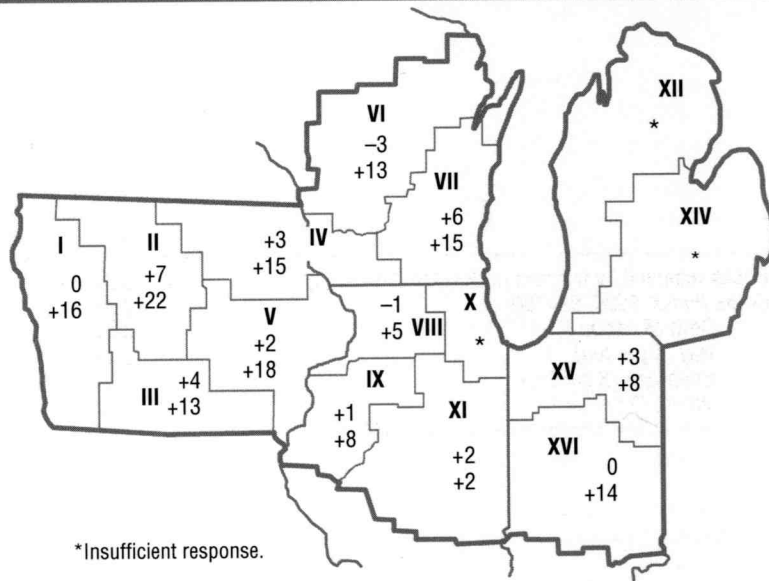 VI
–3
+13
VII
+6
+15
XII
*
XIV
*
I
0
+16
II
+7
+22
+3
+15
IV
V
+2
+18
III
+4
+13
–1
+5
VIII
X
*
IX
+1
+8
XI
+2
+2
XV
+3
+8
XVI
0
+14
*Insufficient response.